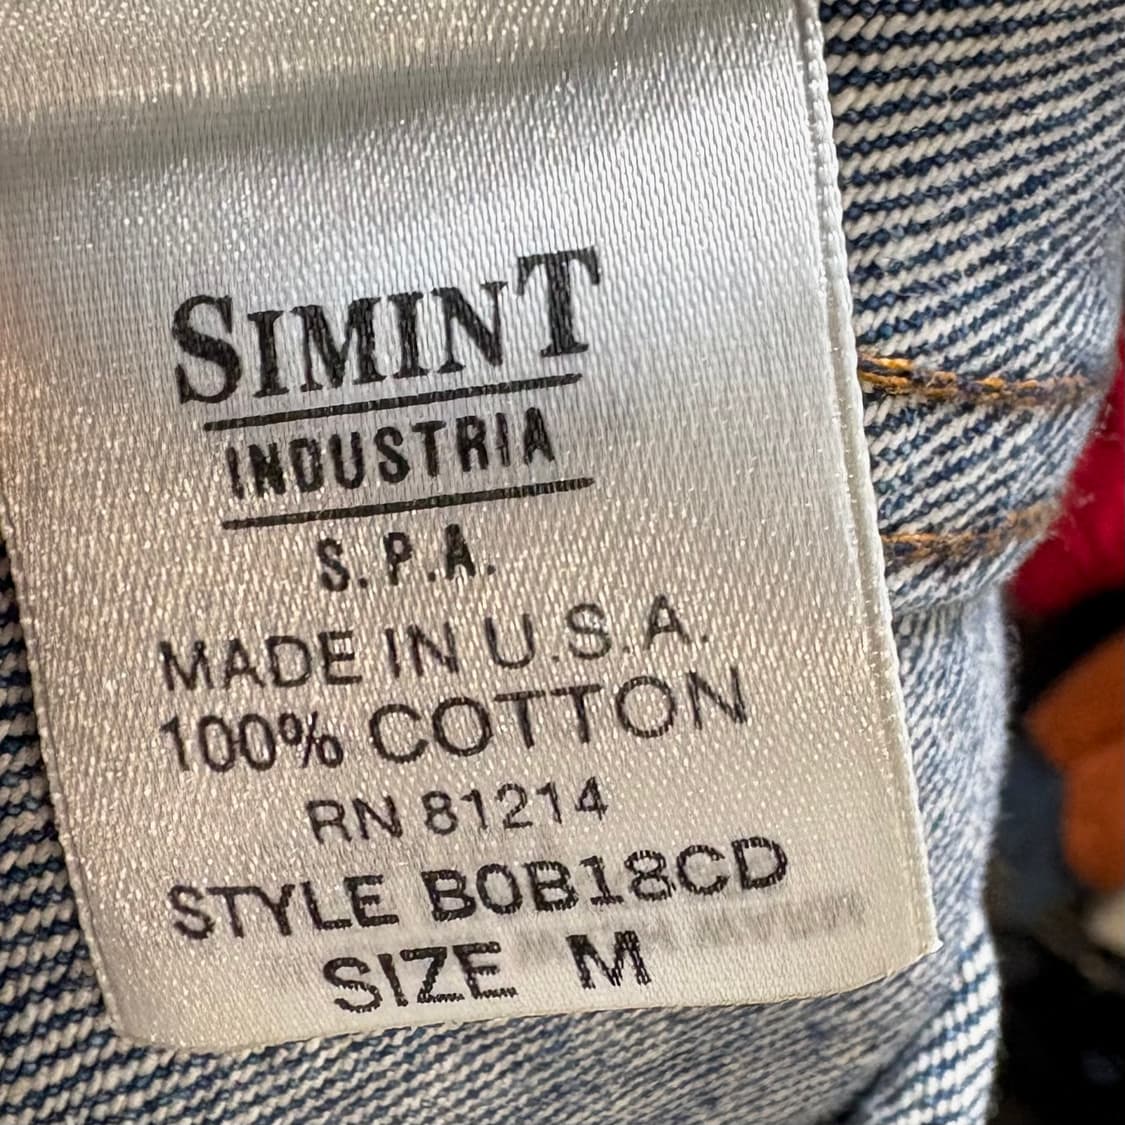 SIMINT
INDUSTRIA
S.P.A.
MADE IN U.S.A.
100% COTTON
RN 81214
STYLE B0B18CD
SIZE M